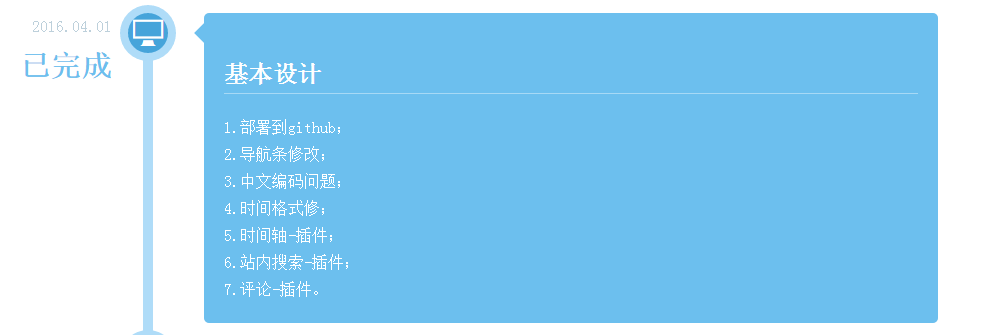 2016.04.01
已完成
基本设计
1.部署到github;
2.导航条修改;
3.中文编码问题;
4.时间格式修;
5.时间轴-插件;
6.站内搜索-插件;
7.评论-插件。